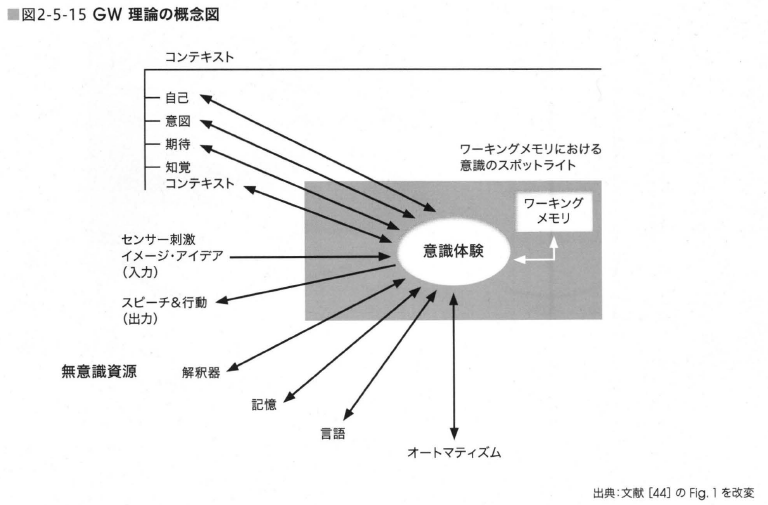 ■図2-5-15 GW 理論の概念図
コンテキスト
自己
意図
期待
知覚
コンテキスト
ワーキングメモリにおける
意識のスポットライト
ワーキング
メモリ
意識体験
センサー刺激
イメージ・アイデア
(入力)
スピーチ&行動
(出力)
無意識資源
解釈器
記憶
言語
オートマティズム
出典:文献[44]のFig. 1を改変